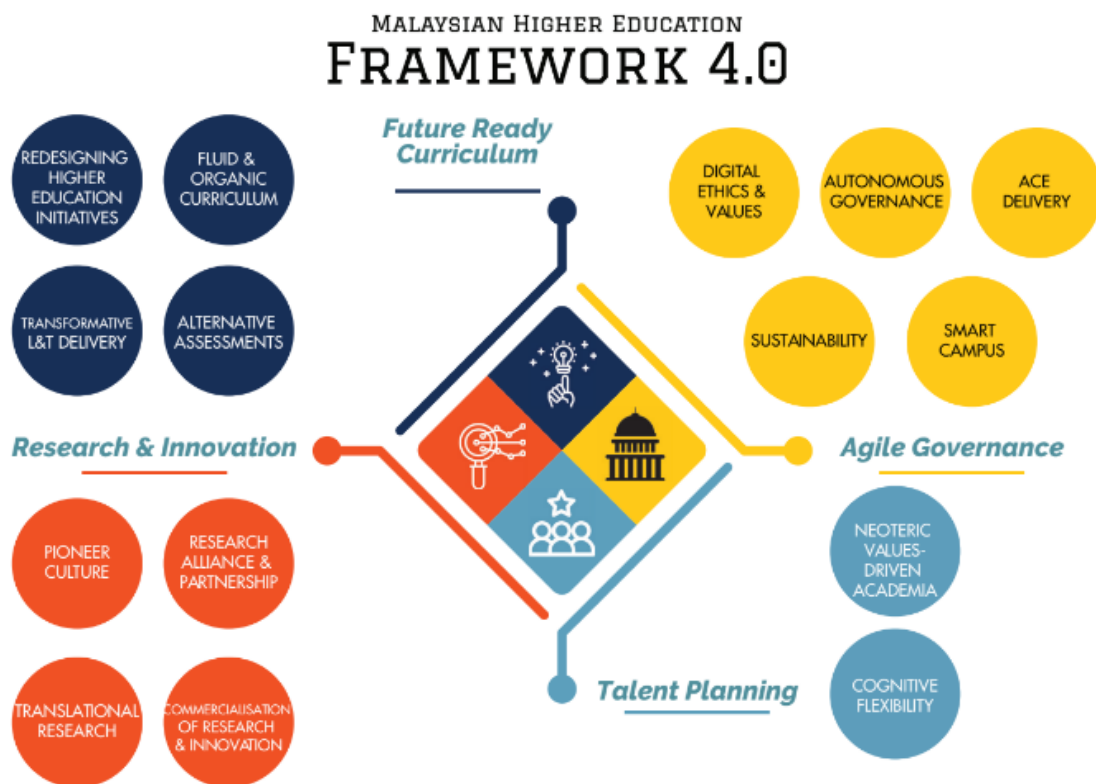 MALAYSIAN HIGHER EDUCATION
FRAMEWORK 4.0
Future Ready
Curriculum
REDESIGNING
HIGHER
EDUCATION
INITIATIVES
FLUID &
ORGANIC
CURRICULUM
TRANSFORMATIVE
L&T DELIVERY
ALTERNATIVE
ASSESSMENTS
DIGITAL
ETHICS &
VALUES
AUTONOMOUS
GOVERNANCE
ACE
DELIVERY
SUSTAINABILITY
SMART
CAMPUS
Research & Innovation
Agile Governance
PIONEER
CULTURE
RESEARCH
ALLIANCE &
PARTNERSHIP
TRANSLATIONAL
RESEARCH
COMMERCIALISATION
OF RESEARCH
& INNOVATION
Talent Planning
NEOTERIC
VALUES-
DRIVEN
ACADEMIA
COGNITIVE
FLEXIBILITY